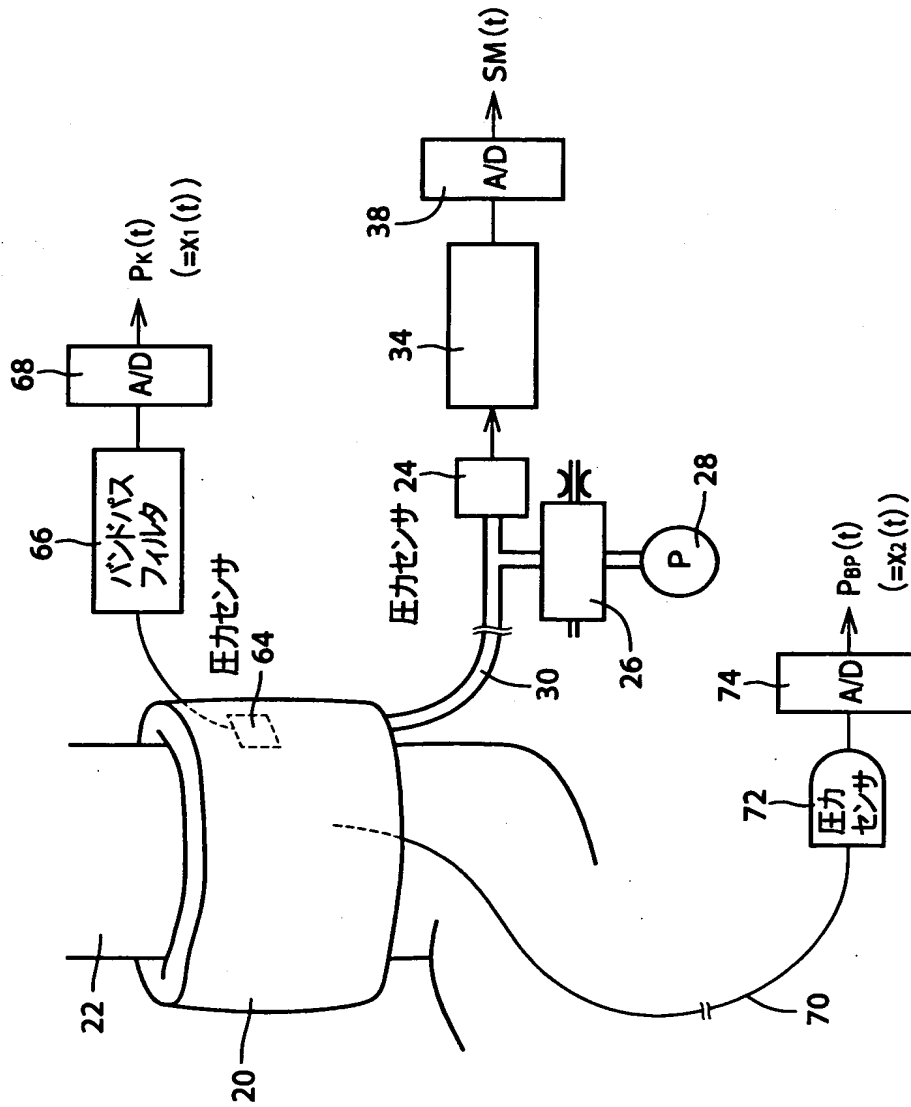 68
A/D
PK(t)
(=X1(t))
66
バンドパス
フィルタ
圧力センサ
64
22
20
38
A/D
SM(t)
34
圧力センサ
24
30
26
P
28
74
A/D
PBP(t)
(=X2(t))
72
圧力
センサ
70